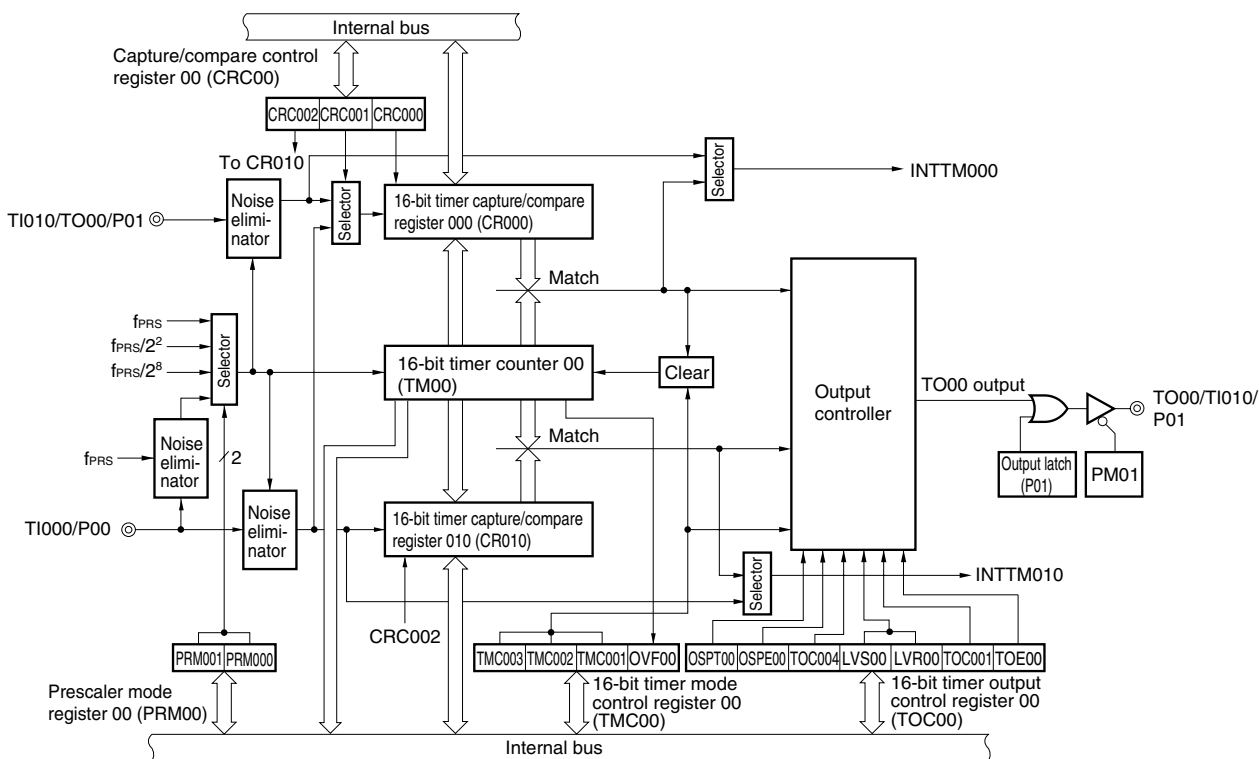 Internal bus
Capture/compare control
register 00 (CRC00)
CRC002 CRC001 CRC000
To CR010
Selector
INTTM000
Noise
elimi-
nator
Selector
16-bit timer capture/compare
register 000 (CR000)
TI010/TO00/P01
Match
fPRS
fPRS/2²
fPRS/2⁸
Selector
16-bit timer counter 00
(TM00)
Clear
Output
controller
TO00 output
TO00/TI010/
P01
Match
fPRS
Noise
elimi-
nator
2
Output latch
(P01)
PM01
TI000/P00
Noise
elimi-
nator
16-bit timer capture/compare
register 010 (CR010)
Selector
INTTM010
CRC002
PRM001 PRM000
TMC003 TMC002 TMC001 OVF00
OSPT00 OSPE00 TOC004 LVS00 LVR00 TOC001 TOE00
Prescaler mode
register 00 (PRM00)
16-bit timer mode
control register 00
(TMC00)
16-bit timer output
control register 00
(TOC00)
Internal bus